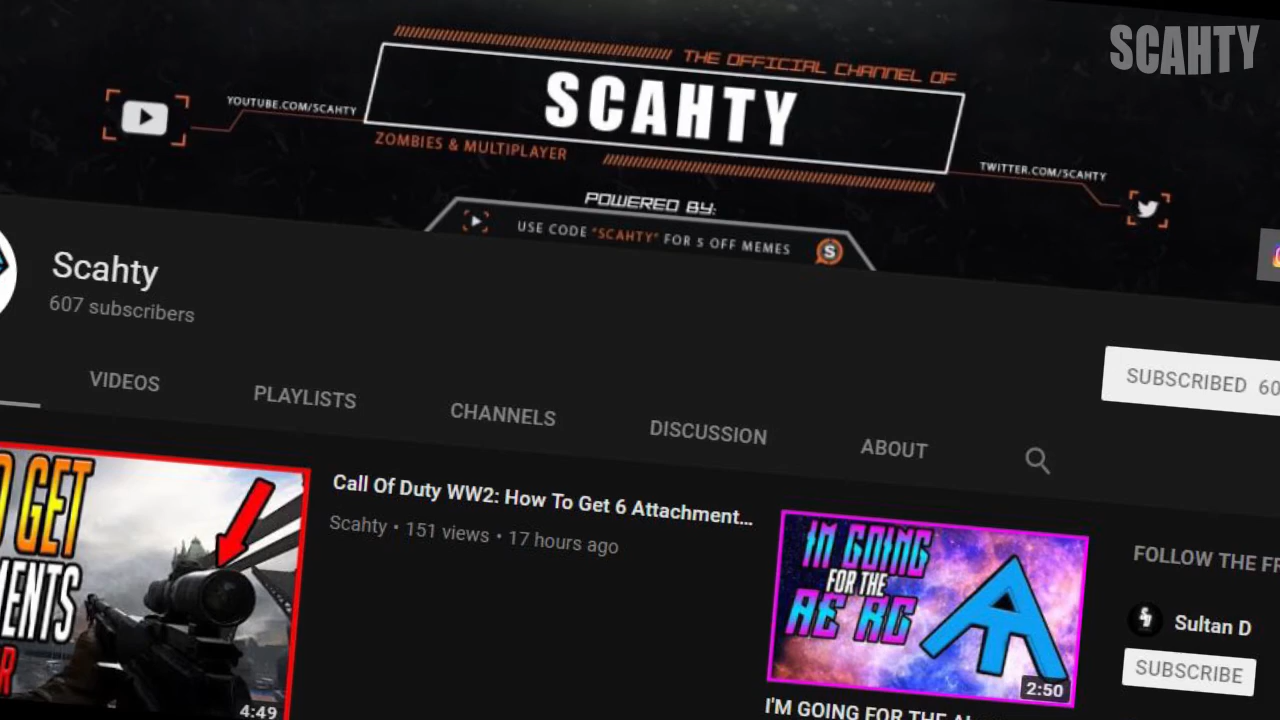 SCAHTY
THE OFFICIAL CHANNEL OF
SCAHTY
YOUTUBE.COM/SCAHTY
ZOMBIES & MULTIPLAYER
TWITTER.COM/SCAHTY
POWERED BY:
USE CODE "SCAHTY" FOR 5 OFF MEMES
S
Scahty
607 subscribers
SUBSCRIBED 60
VIDEOS
PLAYLISTS
CHANNELS
DISCUSSION
ABOUT
GET
4:49
Call Of Duty WW2: How To Get 6 Attachment...
Scahty • 151 views • 17 hours ago
IM GOING
FOR THE
AE RC
2:50
I'M GOING FOR THE
FOLLOW THE
Sultan D
SUBSCRIBE